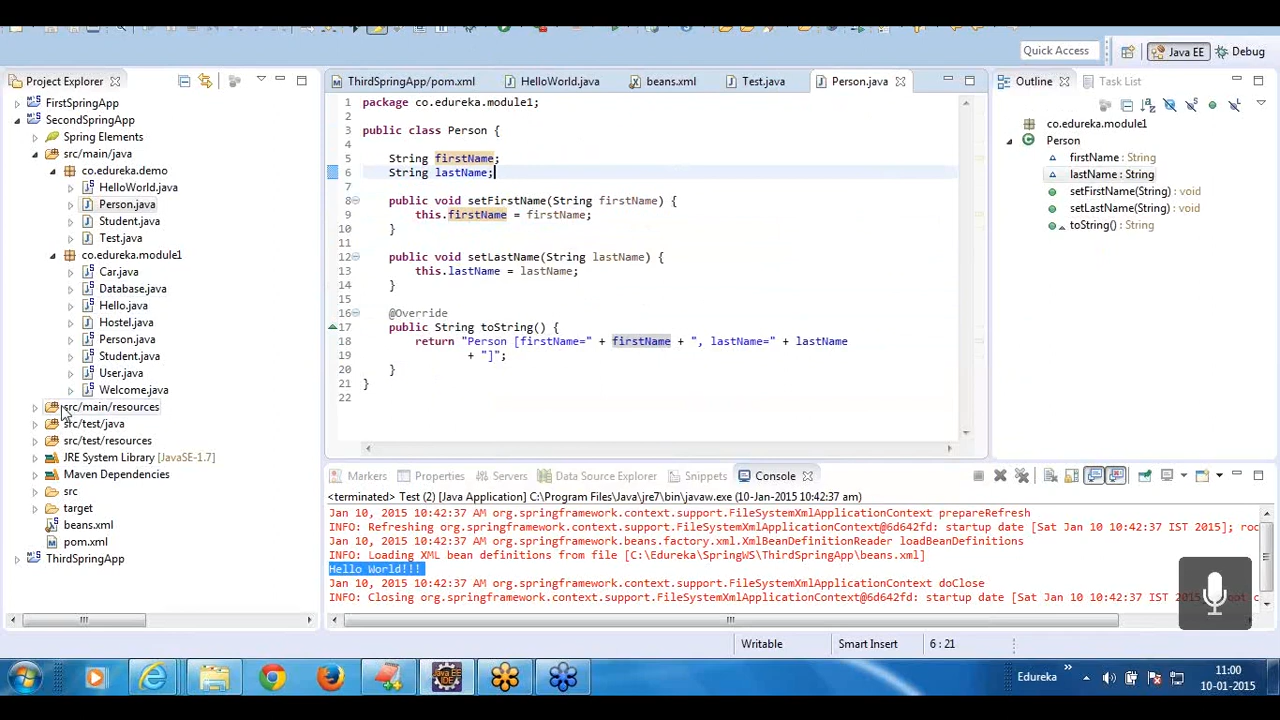 Quick Access
Java EE
Debug
Project Explorer
FirstSpringApp
SecondSpringApp
Spring Elements
src/main/java
co.edureka.demo
HelloWorld.java
Person.java
Student.java
Test.java
co.edureka.module1
Car.java
Database.java
Hello.java
Hostel.java
Person.java
Student.java
User.java
Welcome.java
src/main/resources
src/test/java
src/test/resources
JRE System Library [JavaSE-1.7]
Maven Dependencies
src
target
beans.xml
pom.xml
ThirdSpringApp
ThirdSpringApp/pom.xml
HelloWorld.java
beans.xml
Test.java
Person.java
1 package co.edureka.module1;
2
3 public class Person {
4
5 String firstName;
6 String lastName;
7
8 public void setFirstName(String firstName) {
9 this.firstName = firstName;
10 }
11
12 public void setLastName(String lastName) {
13 this.lastName = lastName;
14 }
15
16 @Override
17 public String toString() {
18 return "Person [firstName=" + firstName + ", lastName=" + lastName
19 + "]";
20 }
21 }
22
Outline
Task List
co.edureka.module1
Person
firstName : String
lastName : String
setFirstName(String) : void
setLastName(String) : void
toString() : String
Markers
Properties
Servers
Data Source Explorer
Snippets
Console
<terminated> Test (2) [Java Application] C:\Program Files\Java\jre7\bin\javaw.exe (10-Jan-2015 10:42:37 am)
Jan 10, 2015 10:42:37 AM org.springframework.context.support.FileSystemXmlApplicationContext prepareRefresh
INFO: Refreshing org.springframework.context.support.FileSystemXmlApplicationContext@6d642fd: startup date [Sat Jan 10 10:42:37 IST 2015]; roc
Jan 10, 2015 10:42:37 AM org.springframework.beans.factory.xml.XmlBeanDefinitionReader loadBeanDefinitions
INFO: Loading XML bean definitions from file [C:\Edureka\SpringWS\ThirdSpringApp\beans.xml]
Hello World!!!
Jan 10, 2015 10:42:37 AM org.springframework.context.support.FileSystemXmlApplicationContext doClose
INFO: Closing org.springframework.context.support.FileSystemXmlApplicationContext@6d642fd: startup date [Sat Jan 10 10:42:37 IST 2015
Writable
Smart Insert
6 : 21
Java EE
IDE
Edureka
11:00
10-01-2015